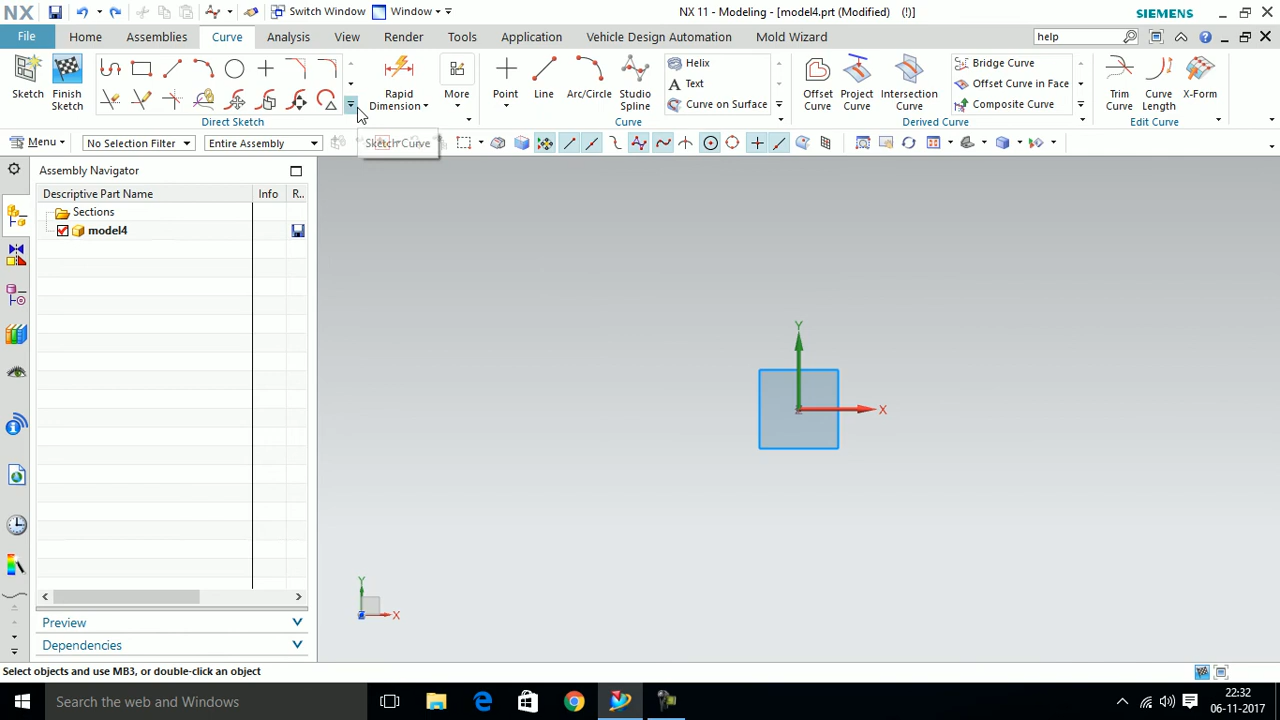 NX
Switch Window
Window
NX 11 - Modeling - [model4.prt (Modified) (!)]
SIEMENS
File
Home
Assemblies
Curve
Analysis
View
Render
Tools
Application
Vehicle Design Automation
Mold Wizard
help
Sketch
Finish Sketch
Rapid Dimension
More
Direct Sketch
Point
Line
Arc/Circle
Studio Spline
Helix
Text
Curve on Surface
Curve
Offset Curve
Project Curve
Intersection Curve
Bridge Curve
Offset Curve in Face
Composite Curve
Derived Curve
Trim Curve
Curve Length
X-Form
Edit Curve
Menu
No Selection Filter
Entire Assembly
Sketch Curve
Assembly Navigator
Descriptive Part Name
Info
R..
Sections
model4
Y
X
Z
Y
X
Preview
Dependencies
Select objects and use MB3, or double-click an object
Search the web and Windows
22:32
06-11-2017